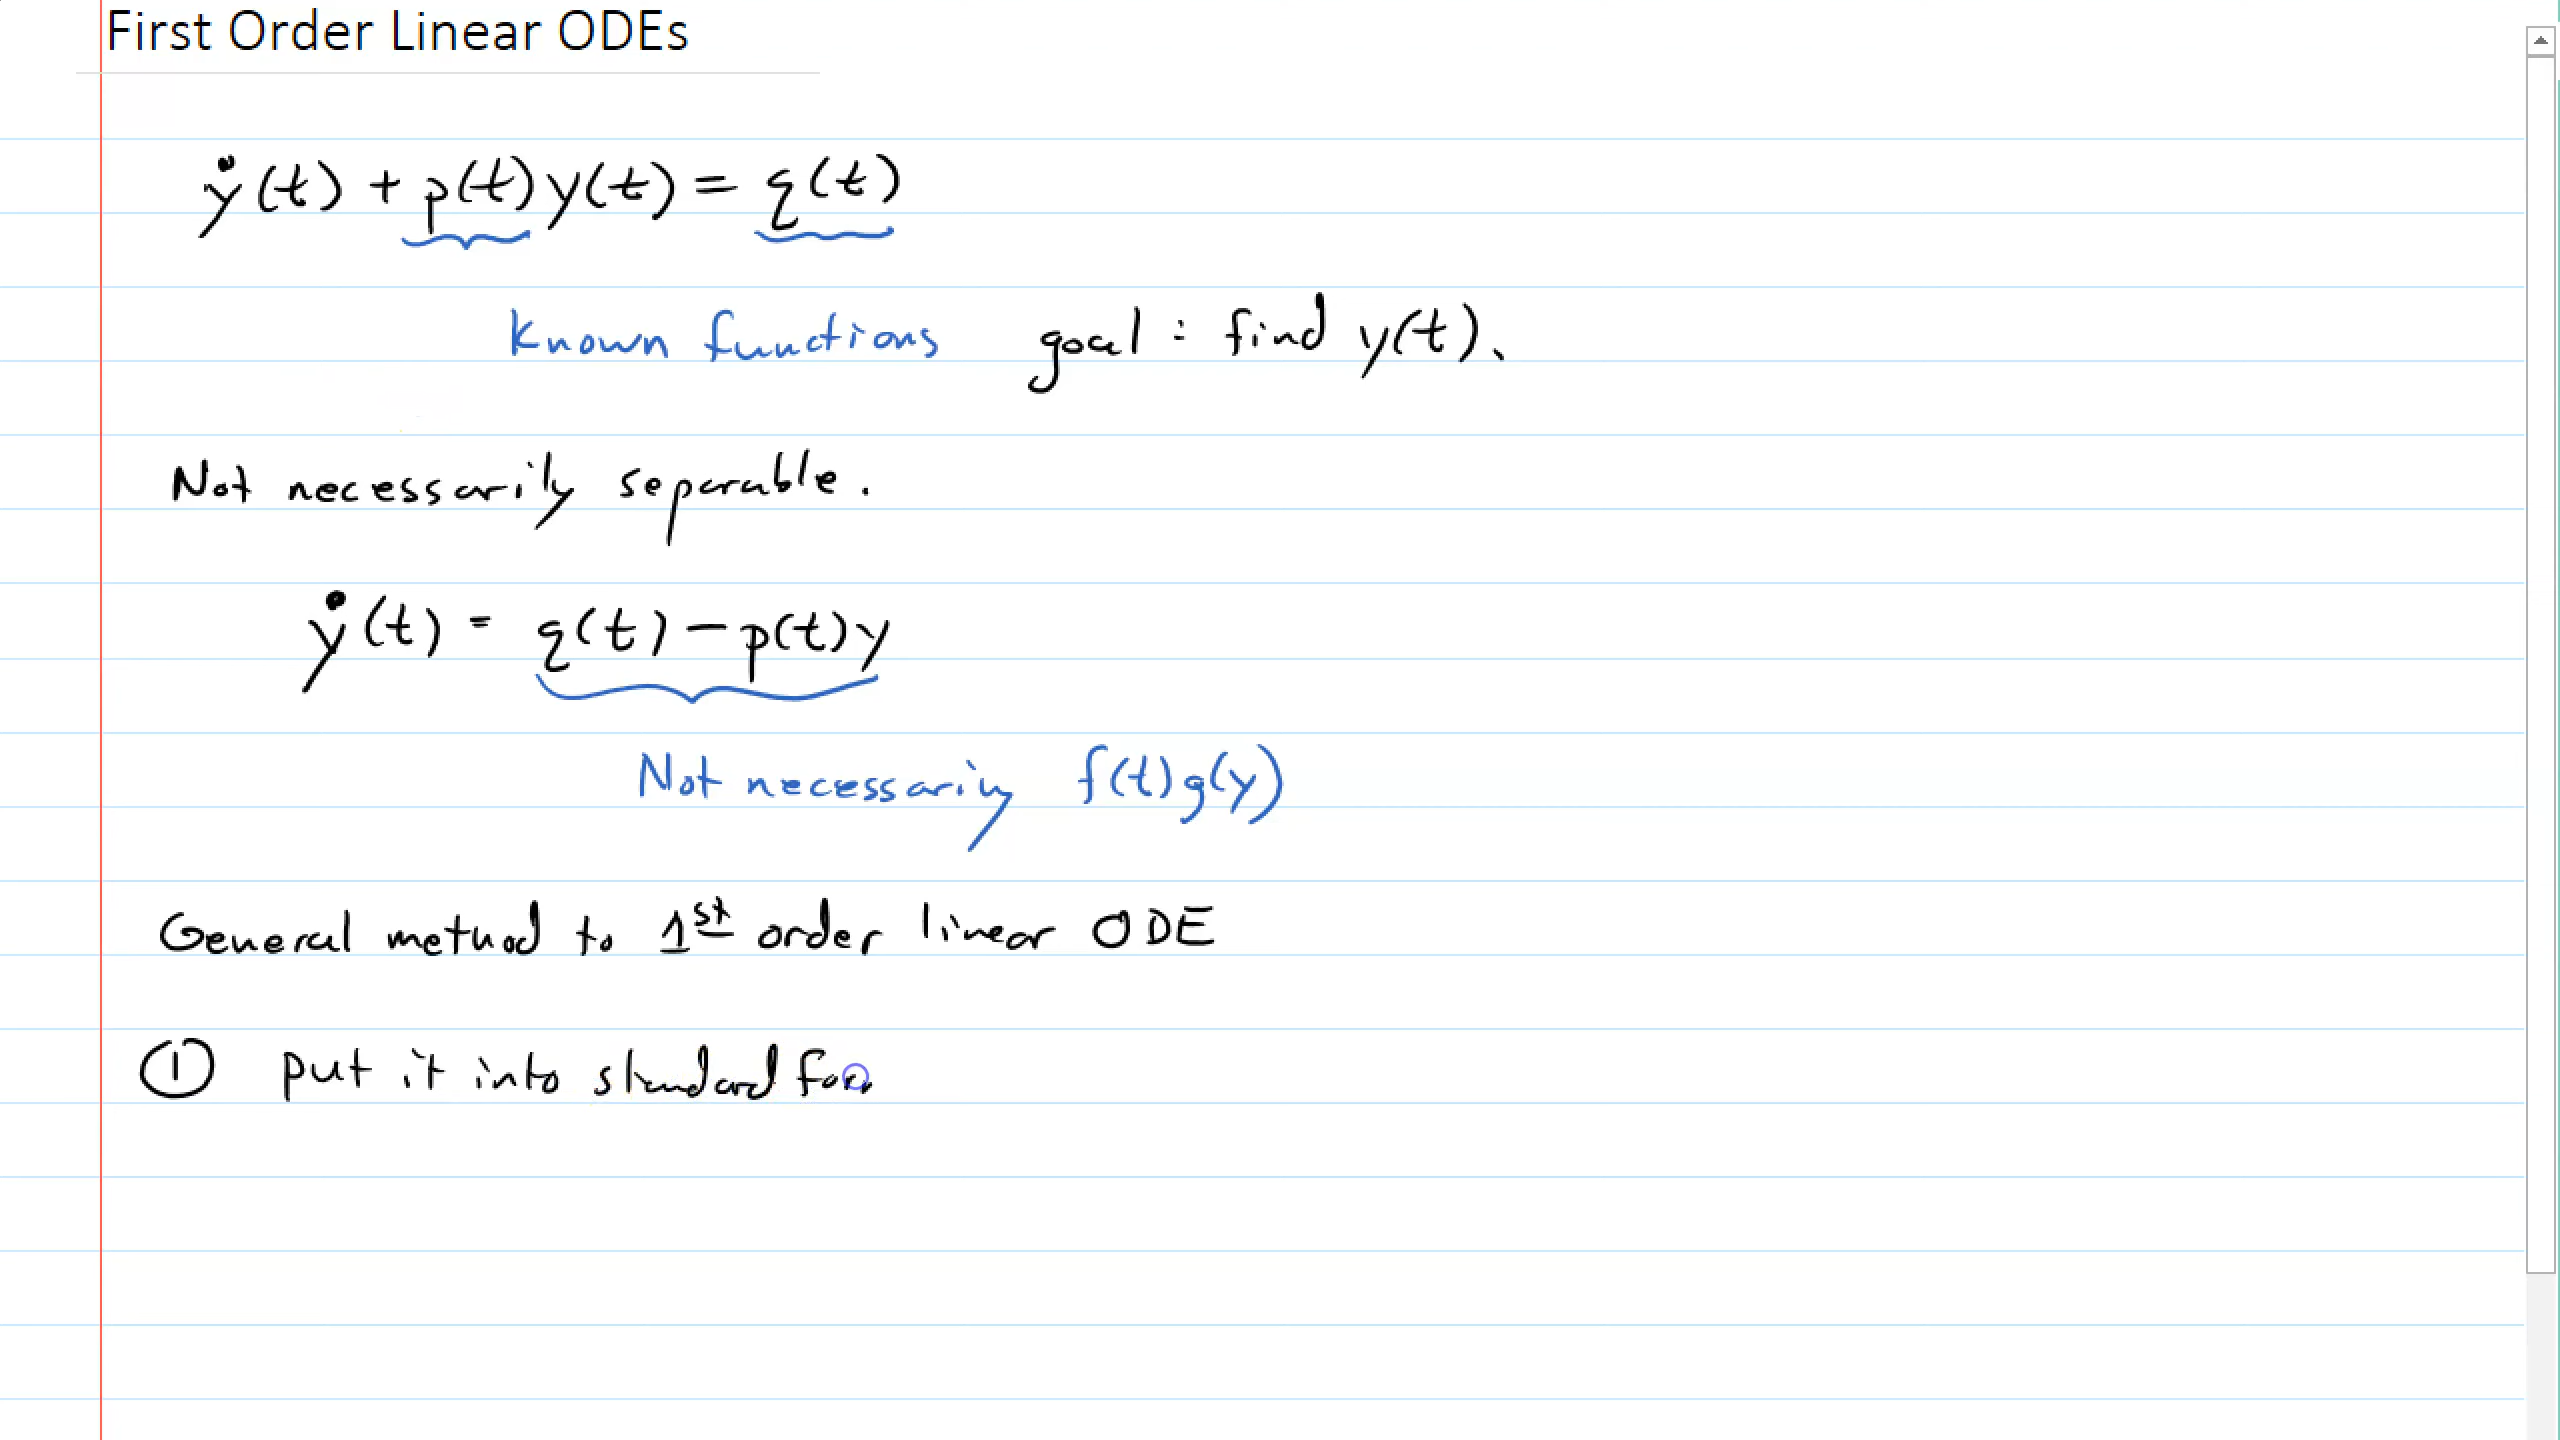 First Order Linear ODEs
ẏ(t) + p(t)y(t) = q(t)
Known functions goal : find y(t).
Not necessarily separable.
ẏ(t) = q(t) - p(t)y
Not necessarily f(t)g(y)
General method to 1st order linear ODE
① put it into standard for